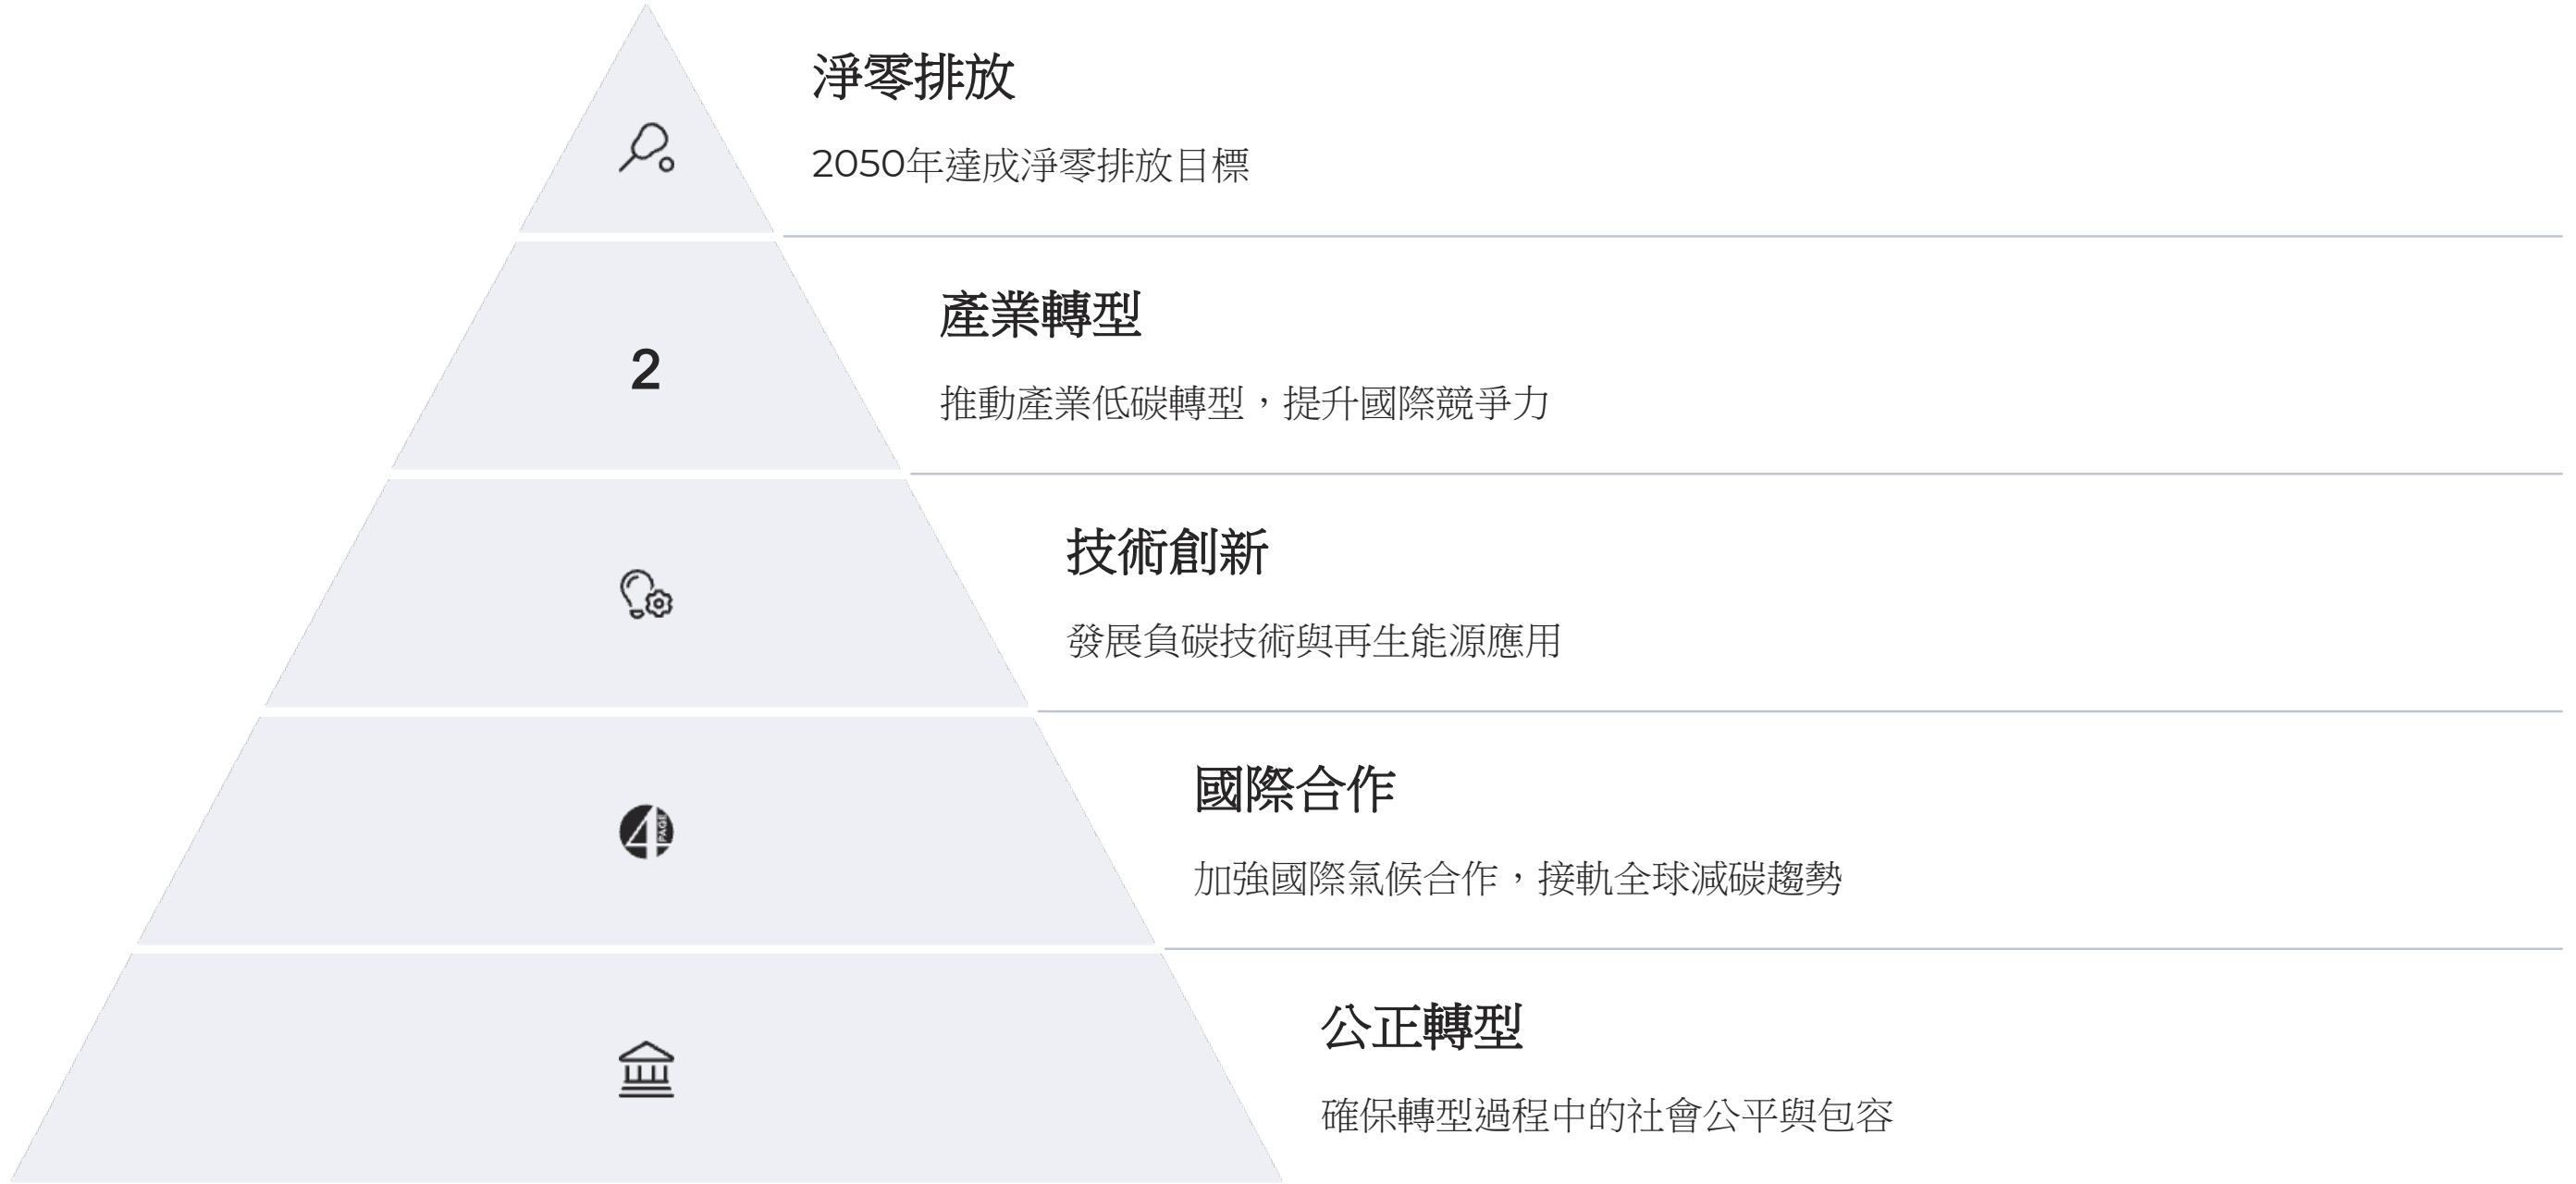 淨零排放
2050年達成淨零排放目標
2
產業轉型
推動產業低碳轉型，提升國際競爭力
技術創新
發展負碳技術與再生能源應用
4 PAGE
國際合作
加強國際氣候合作，接軌全球減碳趨勢
公正轉型
確保轉型過程中的社會公平與包容